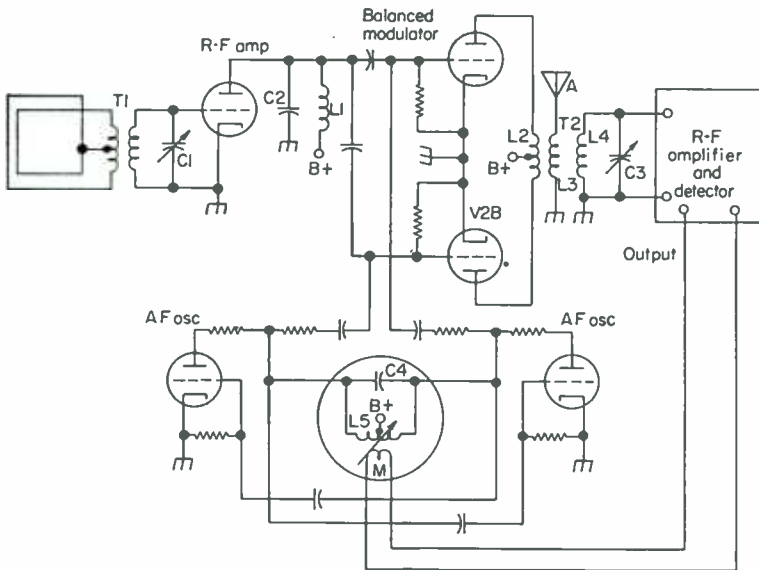 Balanced
modulator
R-F amp
T1
C1
C2
L1
B+
L2
B+
V2B
A
T2
L4
L3
C3
R-F
amplifier
and
detector
Output
AF osc
AF osc
C4
B+
L5
M